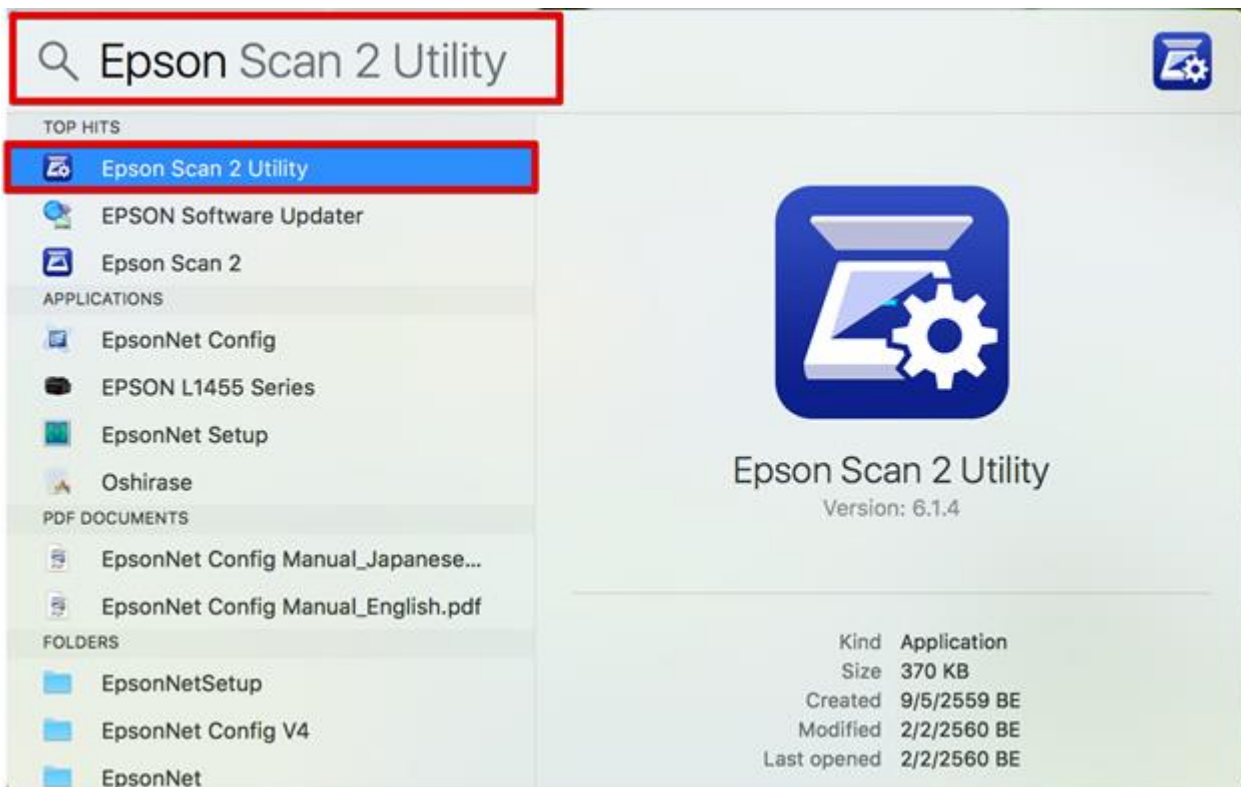 Epson Scan 2 Utility
TOP HITS
Epson Scan 2 Utility
EPSON Software Updater
Epson Scan 2
APPLICATIONS
EpsonNet Config
EPSON L1455 Series
EpsonNet Setup
Oshirase
PDF DOCUMENTS
EpsonNet Config Manual_Japanese...
EpsonNet Config Manual_English.pdf
FOLDERS
EpsonNetSetup
EpsonNet Config V4
EpsonNet
Epson Scan 2 Utility
Version: 6.1.4
Kind Application
Size 370 KB
Created 9/5/2559 BE
Modified 2/2/2560 BE
Last opened 2/2/2560 BE